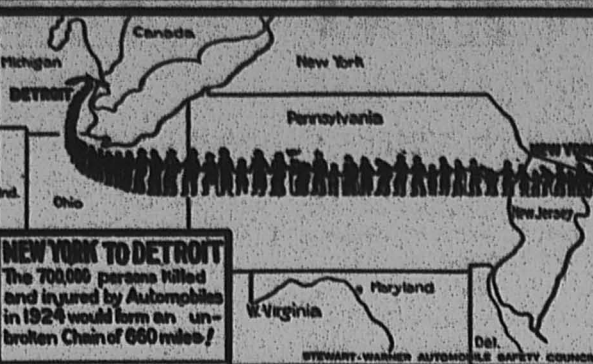 Canada
Michigan
New York
DETROIT
Pennsylvania
NEW YORK
Ind.
Ohio
New Jersey
NEW YORK TO DETROIT
The 700,000 persons killed
and injured by Automobiles
in 1924 would form an un-
broken Chain of 660 miles!
Maryland
W. Virginia
Del.
STEWART-WARNER AUTOMOBILE SAFETY COUNCIL